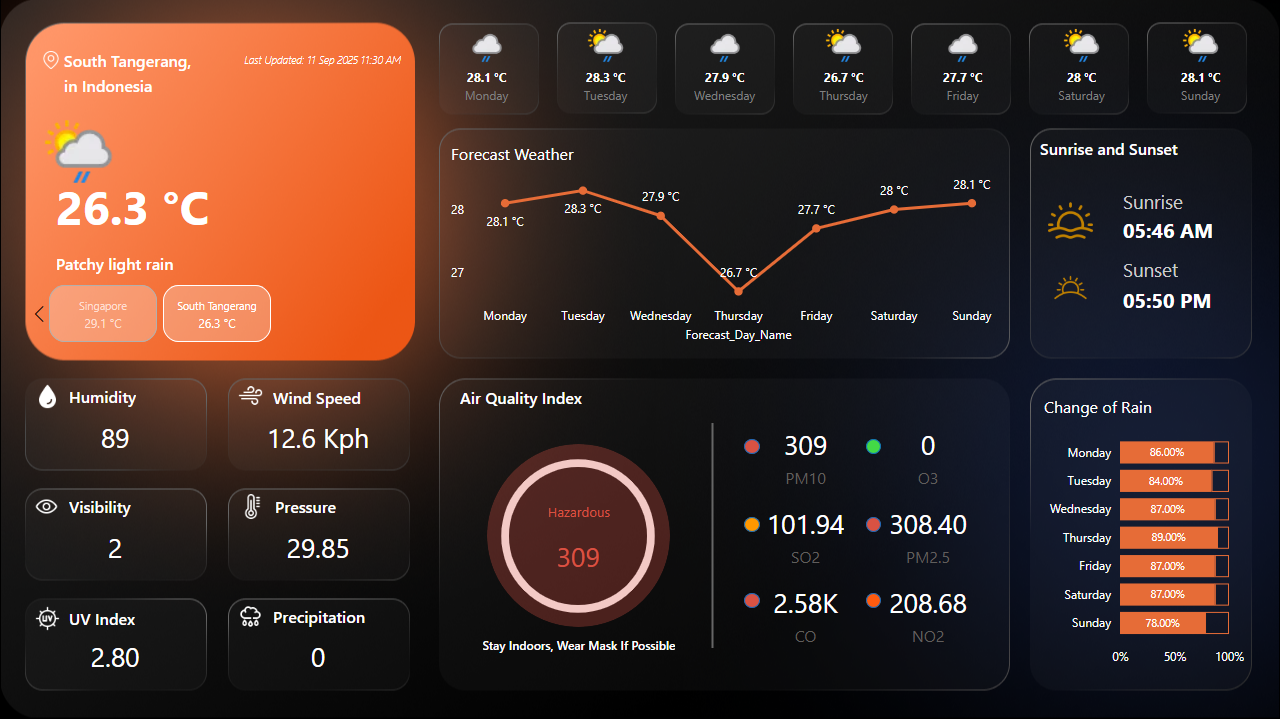 South Tangerang,
in Indonesia
Last Updated: 11 Sep 2025 11:30 AM
26.3 °C
Patchy light rain
Singapore
29.1 °C
South Tangerang
26.3 °C
28.1 °C
Monday
28.3 °C
Tuesday
27.9 °C
Wednesday
26.7 °C
Thursday
27.7 °C
Friday
28 °C
Saturday
28.1 °C
Sunday
Forecast Weather
28
27
28.1 °C
28.3 °C
27.9 °C
26.7 °C
27.7 °C
28 °C
28.1 °C
Monday
Tuesday
Wednesday
Thursday
Friday
Saturday
Sunday
Forecast_Day_Name
Sunrise and Sunset
Sunrise
05:46 AM
Sunset
05:50 PM
Humidity
89
Wind Speed
12.6 Kph
Visibility
2
Pressure
29.85
UV
UV Index
2.80
Precipitation
0
Air Quality Index
Hazardous
309
Stay Indoors, Wear Mask If Possible
309
PM10
0
O3
101.94
SO2
308.40
PM2.5
2.58K
CO
208.68
NO2
Change of Rain
Monday 86.00%
Tuesday 84.00%
Wednesday 87.00%
Thursday 89.00%
Friday 87.00%
Saturday 87.00%
Sunday 78.00%
0% 50% 100%